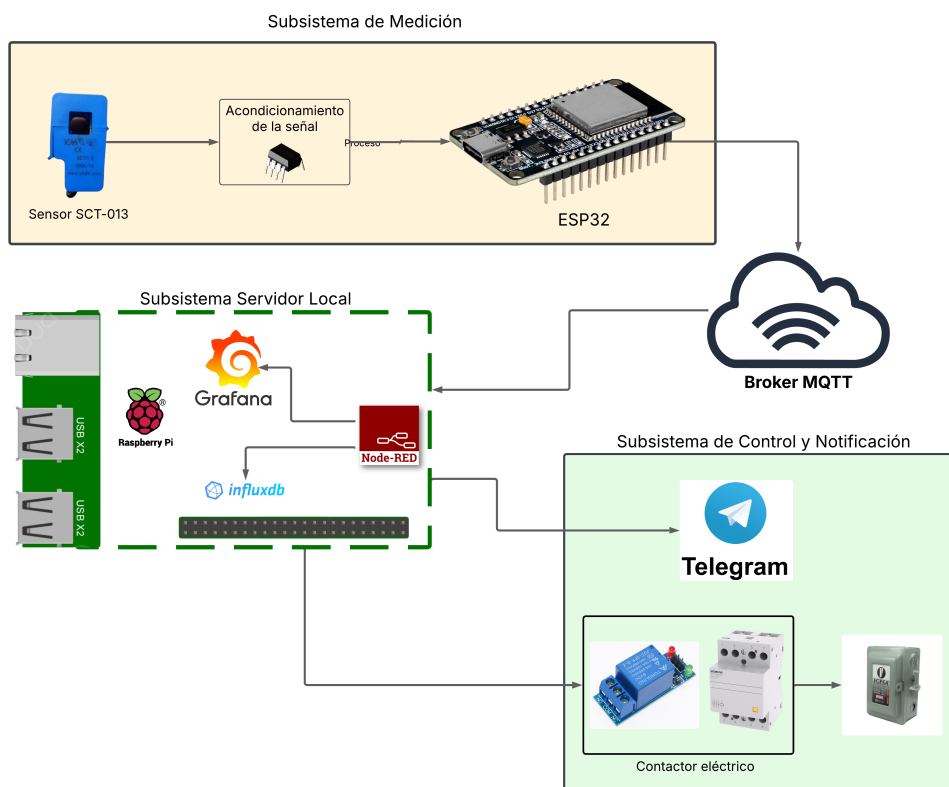 Subsistema de Medición
Acondicionamiento
de la señal
Proceso
Sensor SCT-013
ESP32
Subsistema Servidor Local
Broker MQTT
Grafana
USB X2
Raspberry Pi
Node-RED
influxdb
USB X2
Subsistema de Control y Notificación
Telegram
Contactor eléctrico